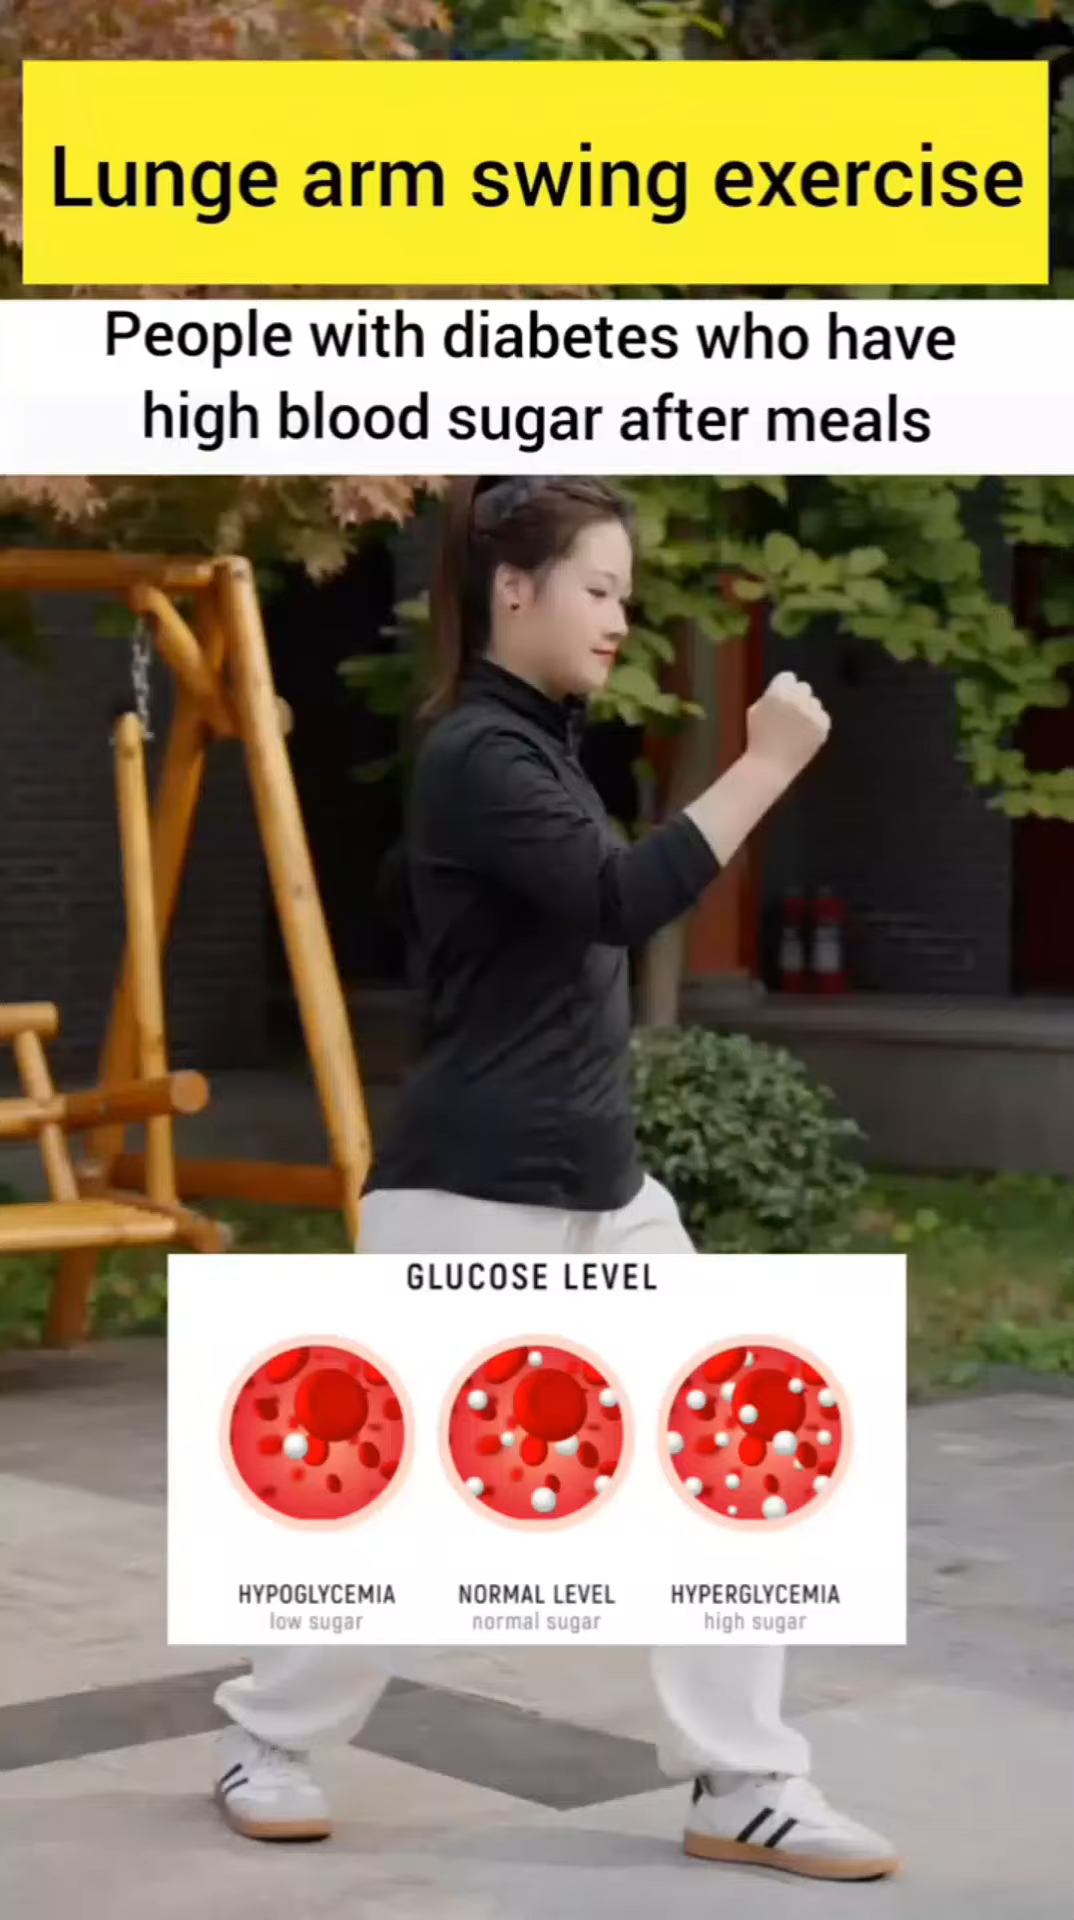 Lunge arm swing exercise
People with diabetes who have
high blood sugar after meals
GLUCOSE LEVEL
HYPOGLYCEMIA
low sugar
NORMAL LEVEL
normal sugar
HYPERGLYCEMIA
high sugar